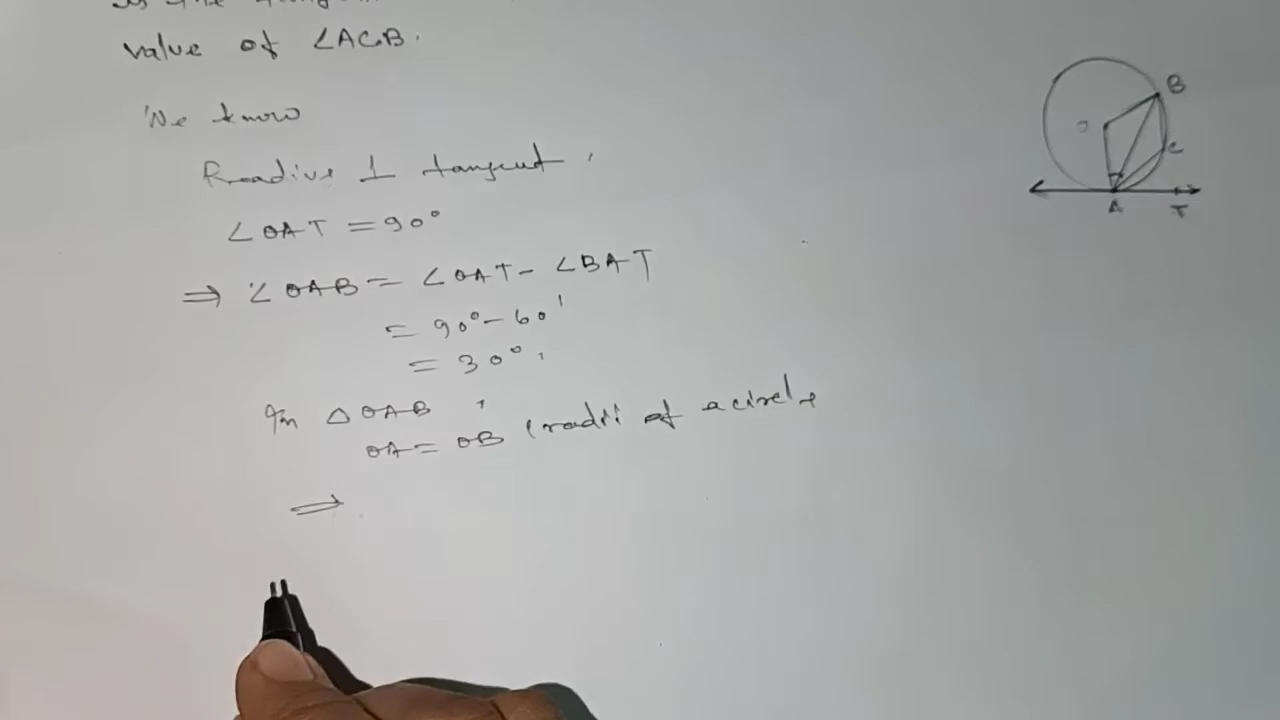 value of ∠ACB.
We know
Radius ⊥ tangent,
∠OAT = 90°
⇒ ∠OAB = ∠OAT - ∠BAT
= 90° - 60°
= 30°.
In △OAB,
OA = OB (radii of a circle,
⇒
B
O
C
A
T